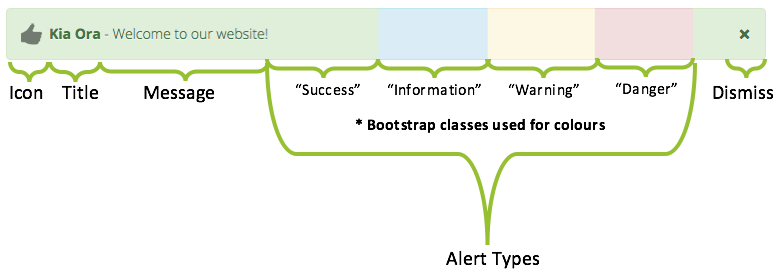 Kia Ora - Welcome to our website! ×
Icon Title Message “Success” “Information” “Warning” “Danger” Dismiss
* Bootstrap classes used for colours
Alert Types